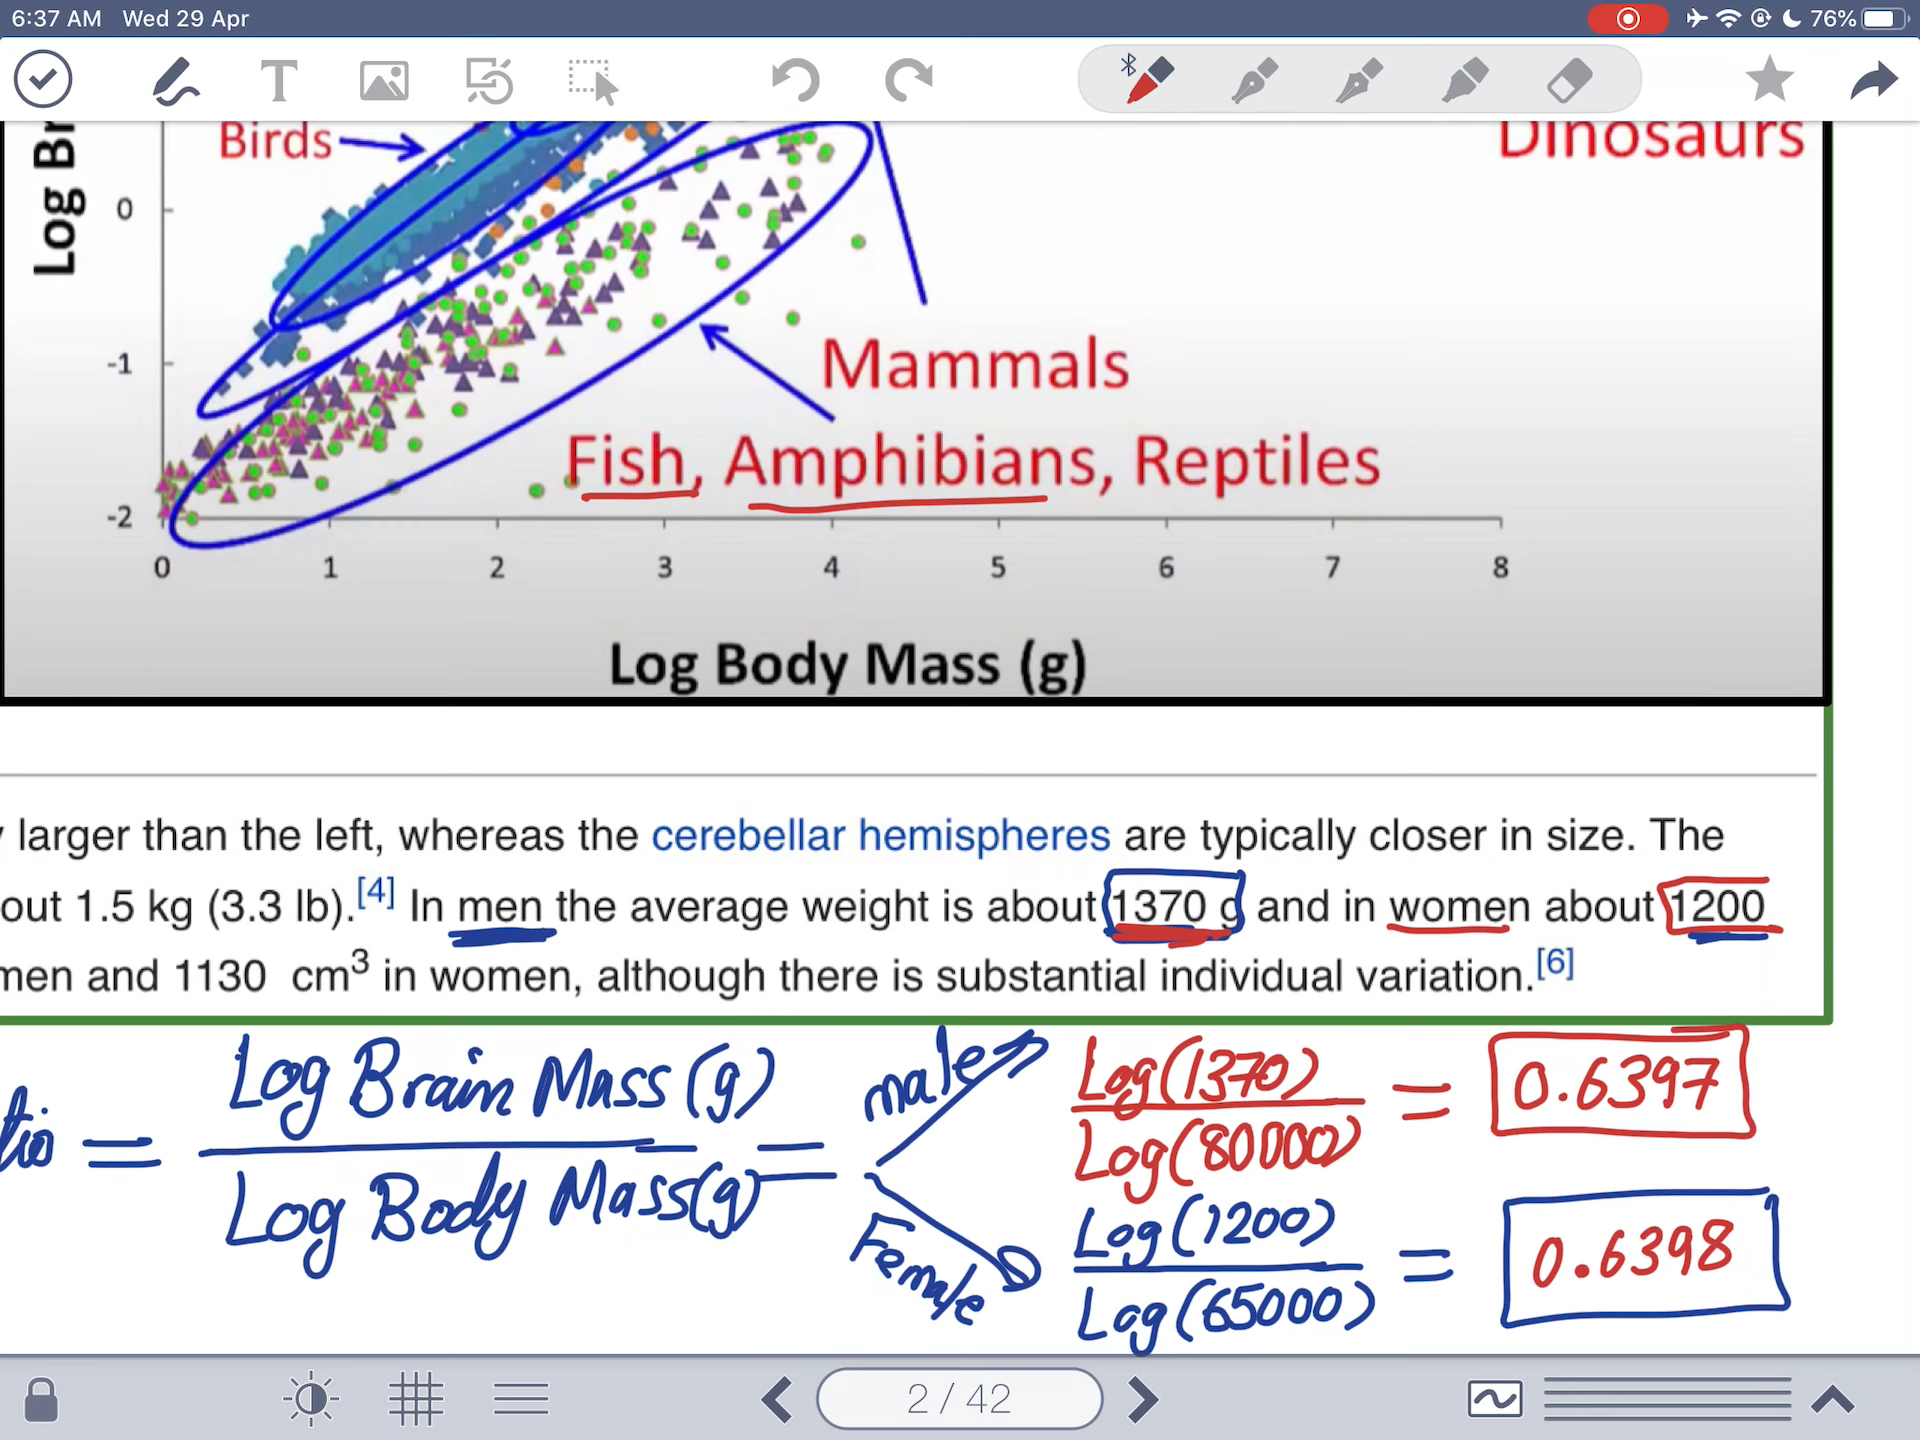 6:37 AM Wed 29 Apr
76%
T
Log Br
Birds
Dinosaurs
0
-1
Mammals
Fish, Amphibians, Reptiles
-2
0 1 2 3 4 5 6 7 8
Log Body Mass (g)
larger than the left, whereas the cerebellar hemispheres are typically closer in size. The
out 1.5 kg (3.3 lb).[4] In men the average weight is about 1370 g and in women about 1200
men and 1130 cm3 in women, although there is substantial individual variation.[6]
tio = Log Brain Mass (g)
Log Body Mass(g) =
male
Log(1370)
Log(80000)
= 0.6397
Female
Log(1200)
Log(65000)
= 0.6398
2 / 42